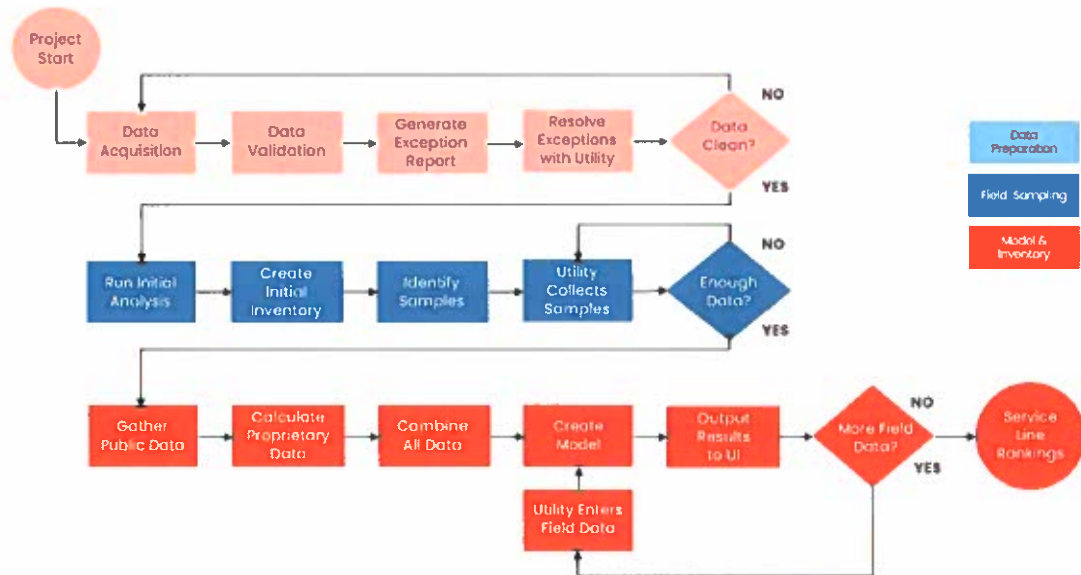 Project
Start
Data
Acquisition
Data
Validation
Generate
Exception
Report
Resolve
Exceptions
with Utility
Data
Clean?
NO
YES
Data
Preparation
Field Sampling
Model &
Inventory
Run Initial
Analysis
Create
Initial
Inventory
Identify
Samples
Utility
Collects
Samples
Enough
Data?
NO
YES
Gather
Public Data
Calculate
Proprietary
Data
Combine
All Data
Create
Model
Output
Results
to UI
More Field
Data?
NO
YES
Service
Line
Rankings
Utility Enters
Field Data